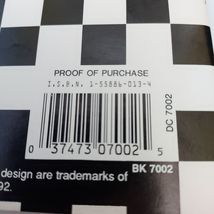 PROOF OF PURCHASE
I.S.B.N. 1-55886-013-4
0 37473 07002 5
DC 7002
BK 7002
design are trademarks of
92.